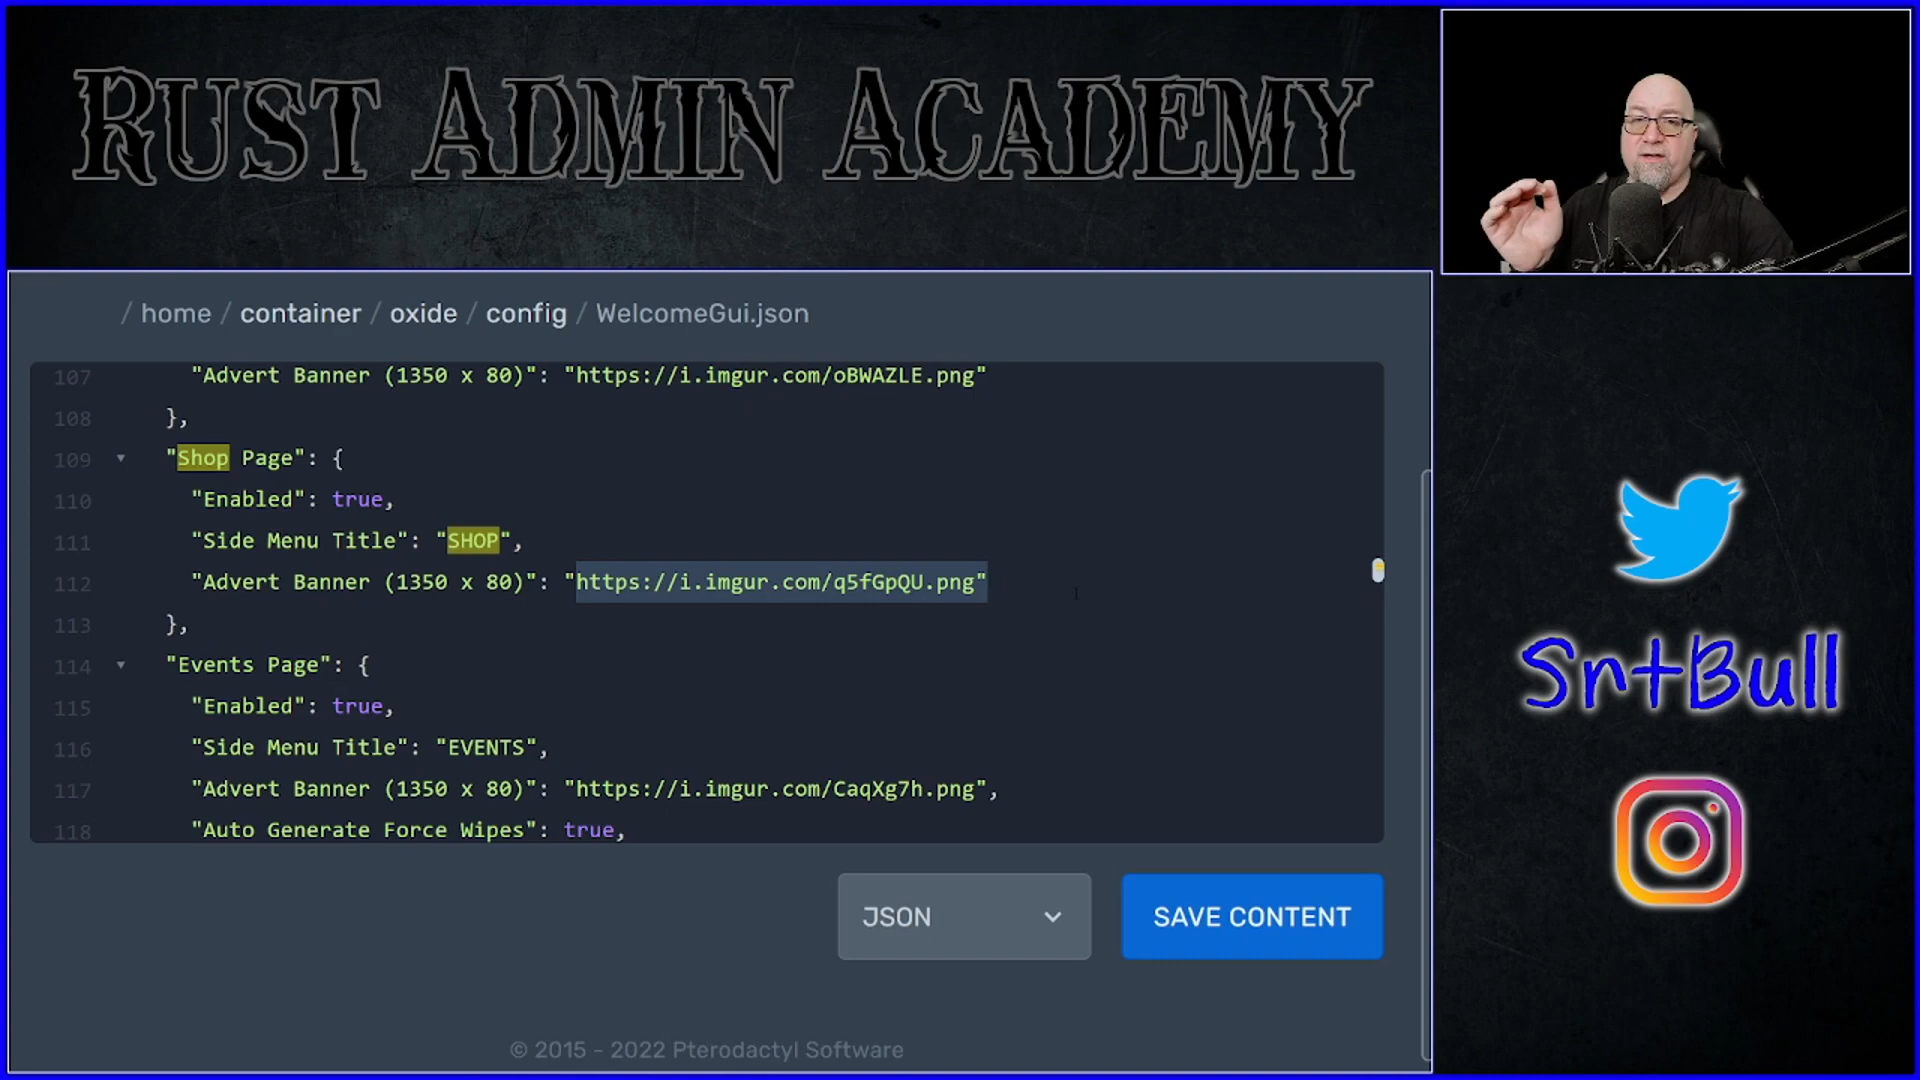 RUST ADMIN ACADEMY
/ home / container / oxide / config / WelcomeGui.json
107 "Advert Banner (1350 x 80)": "https://i.imgur.com/oBWAZLE.png"
108 },
109 "Shop Page": {
110 "Enabled": true,
111 "Side Menu Title": "SHOP",
112 "Advert Banner (1350 x 80)": "https://i.imgur.com/q5fGpQU.png"
113 },
114 "Events Page": {
115 "Enabled": true,
116 "Side Menu Title": "EVENTS",
117 "Advert Banner (1350 x 80)": "https://i.imgur.com/CaqXg7h.png",
118 "Auto Generate Force Wipes": true,
JSON
SAVE CONTENT
© 2015 - 2022 Pterodactyl Software
SntBull